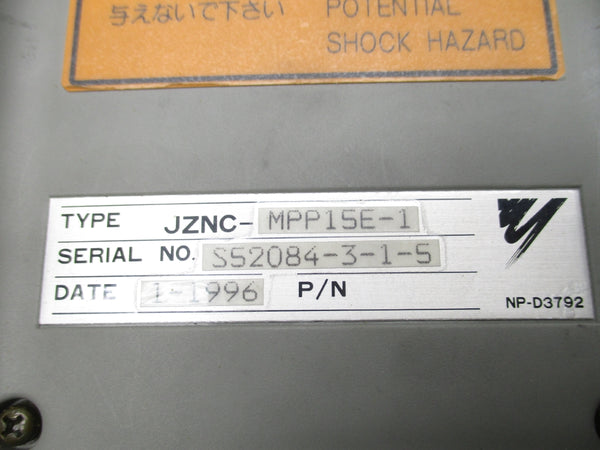 与えないで下さい
POTENTIAL
SHOCK HAZARD
TYPE JZNC-MPP15E-1
SERIAL NO. S52084-3-1-5
DATE 1-1996 P/N
NP-D3792